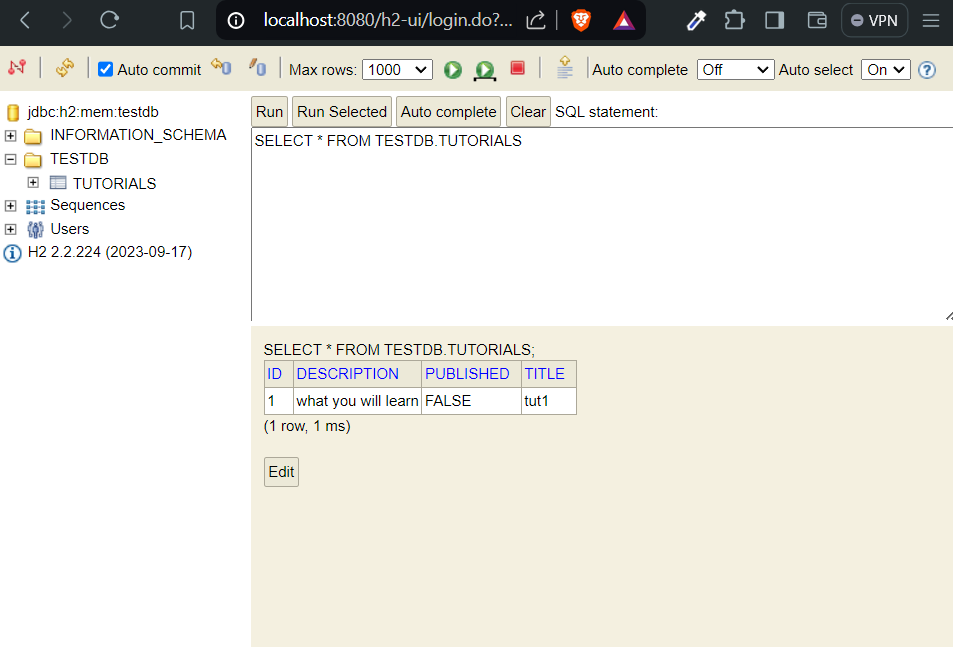 localhost:8080/h2-ui/login.do?...
VPN
Auto commit
Max rows: 1000
Auto complete Off
Auto select On
jdbc:h2:mem:testdb
INFORMATION_SCHEMA
TESTDB
TUTORIALS
Sequences
Users
H2 2.2.224 (2023-09-17)
Run Run Selected Auto complete Clear SQL statement:
SELECT * FROM TESTDB.TUTORIALS
SELECT * FROM TESTDB.TUTORIALS;
ID DESCRIPTION PUBLISHED TITLE
1 what you will learn FALSE tut1
(1 row, 1 ms)
Edit